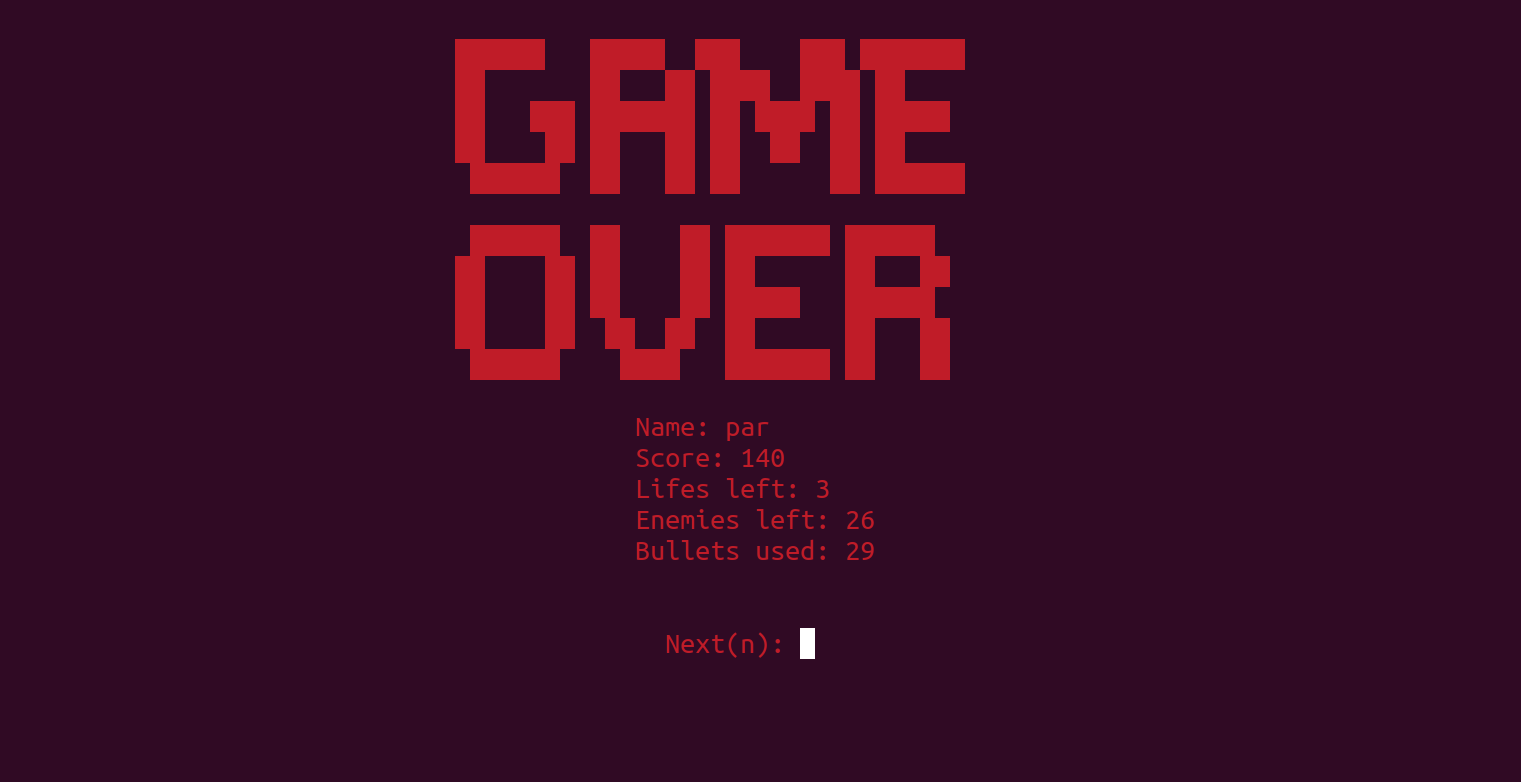 GAME
OVER
Name: par
Score: 140
Lifes left: 3
Enemies left: 26
Bullets used: 29
Next(n):